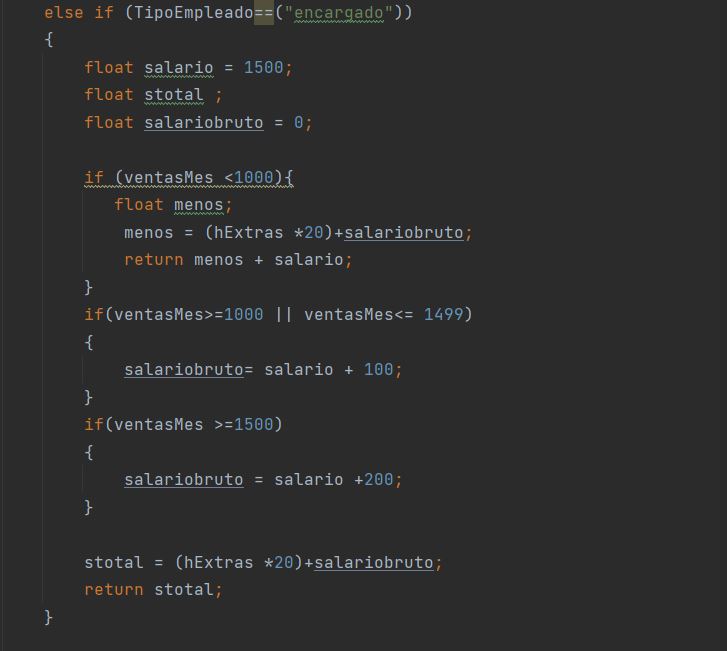 else if (TipoEmpleado==("encargado"))
{
float salario = 1500;
float stotal ;
float salariobruto = 0;
if (ventasMes <1000){
float menos;
menos = (hExtras *20)+salariobruto;
return menos + salario;
}
if(ventasMes>=1000 || ventasMes<= 1499)
{
salariobruto= salario + 100;
}
if(ventasMes >=1500)
{
salariobruto = salario +200;
}
stotal = (hExtras *20)+salariobruto;
return stotal;
}